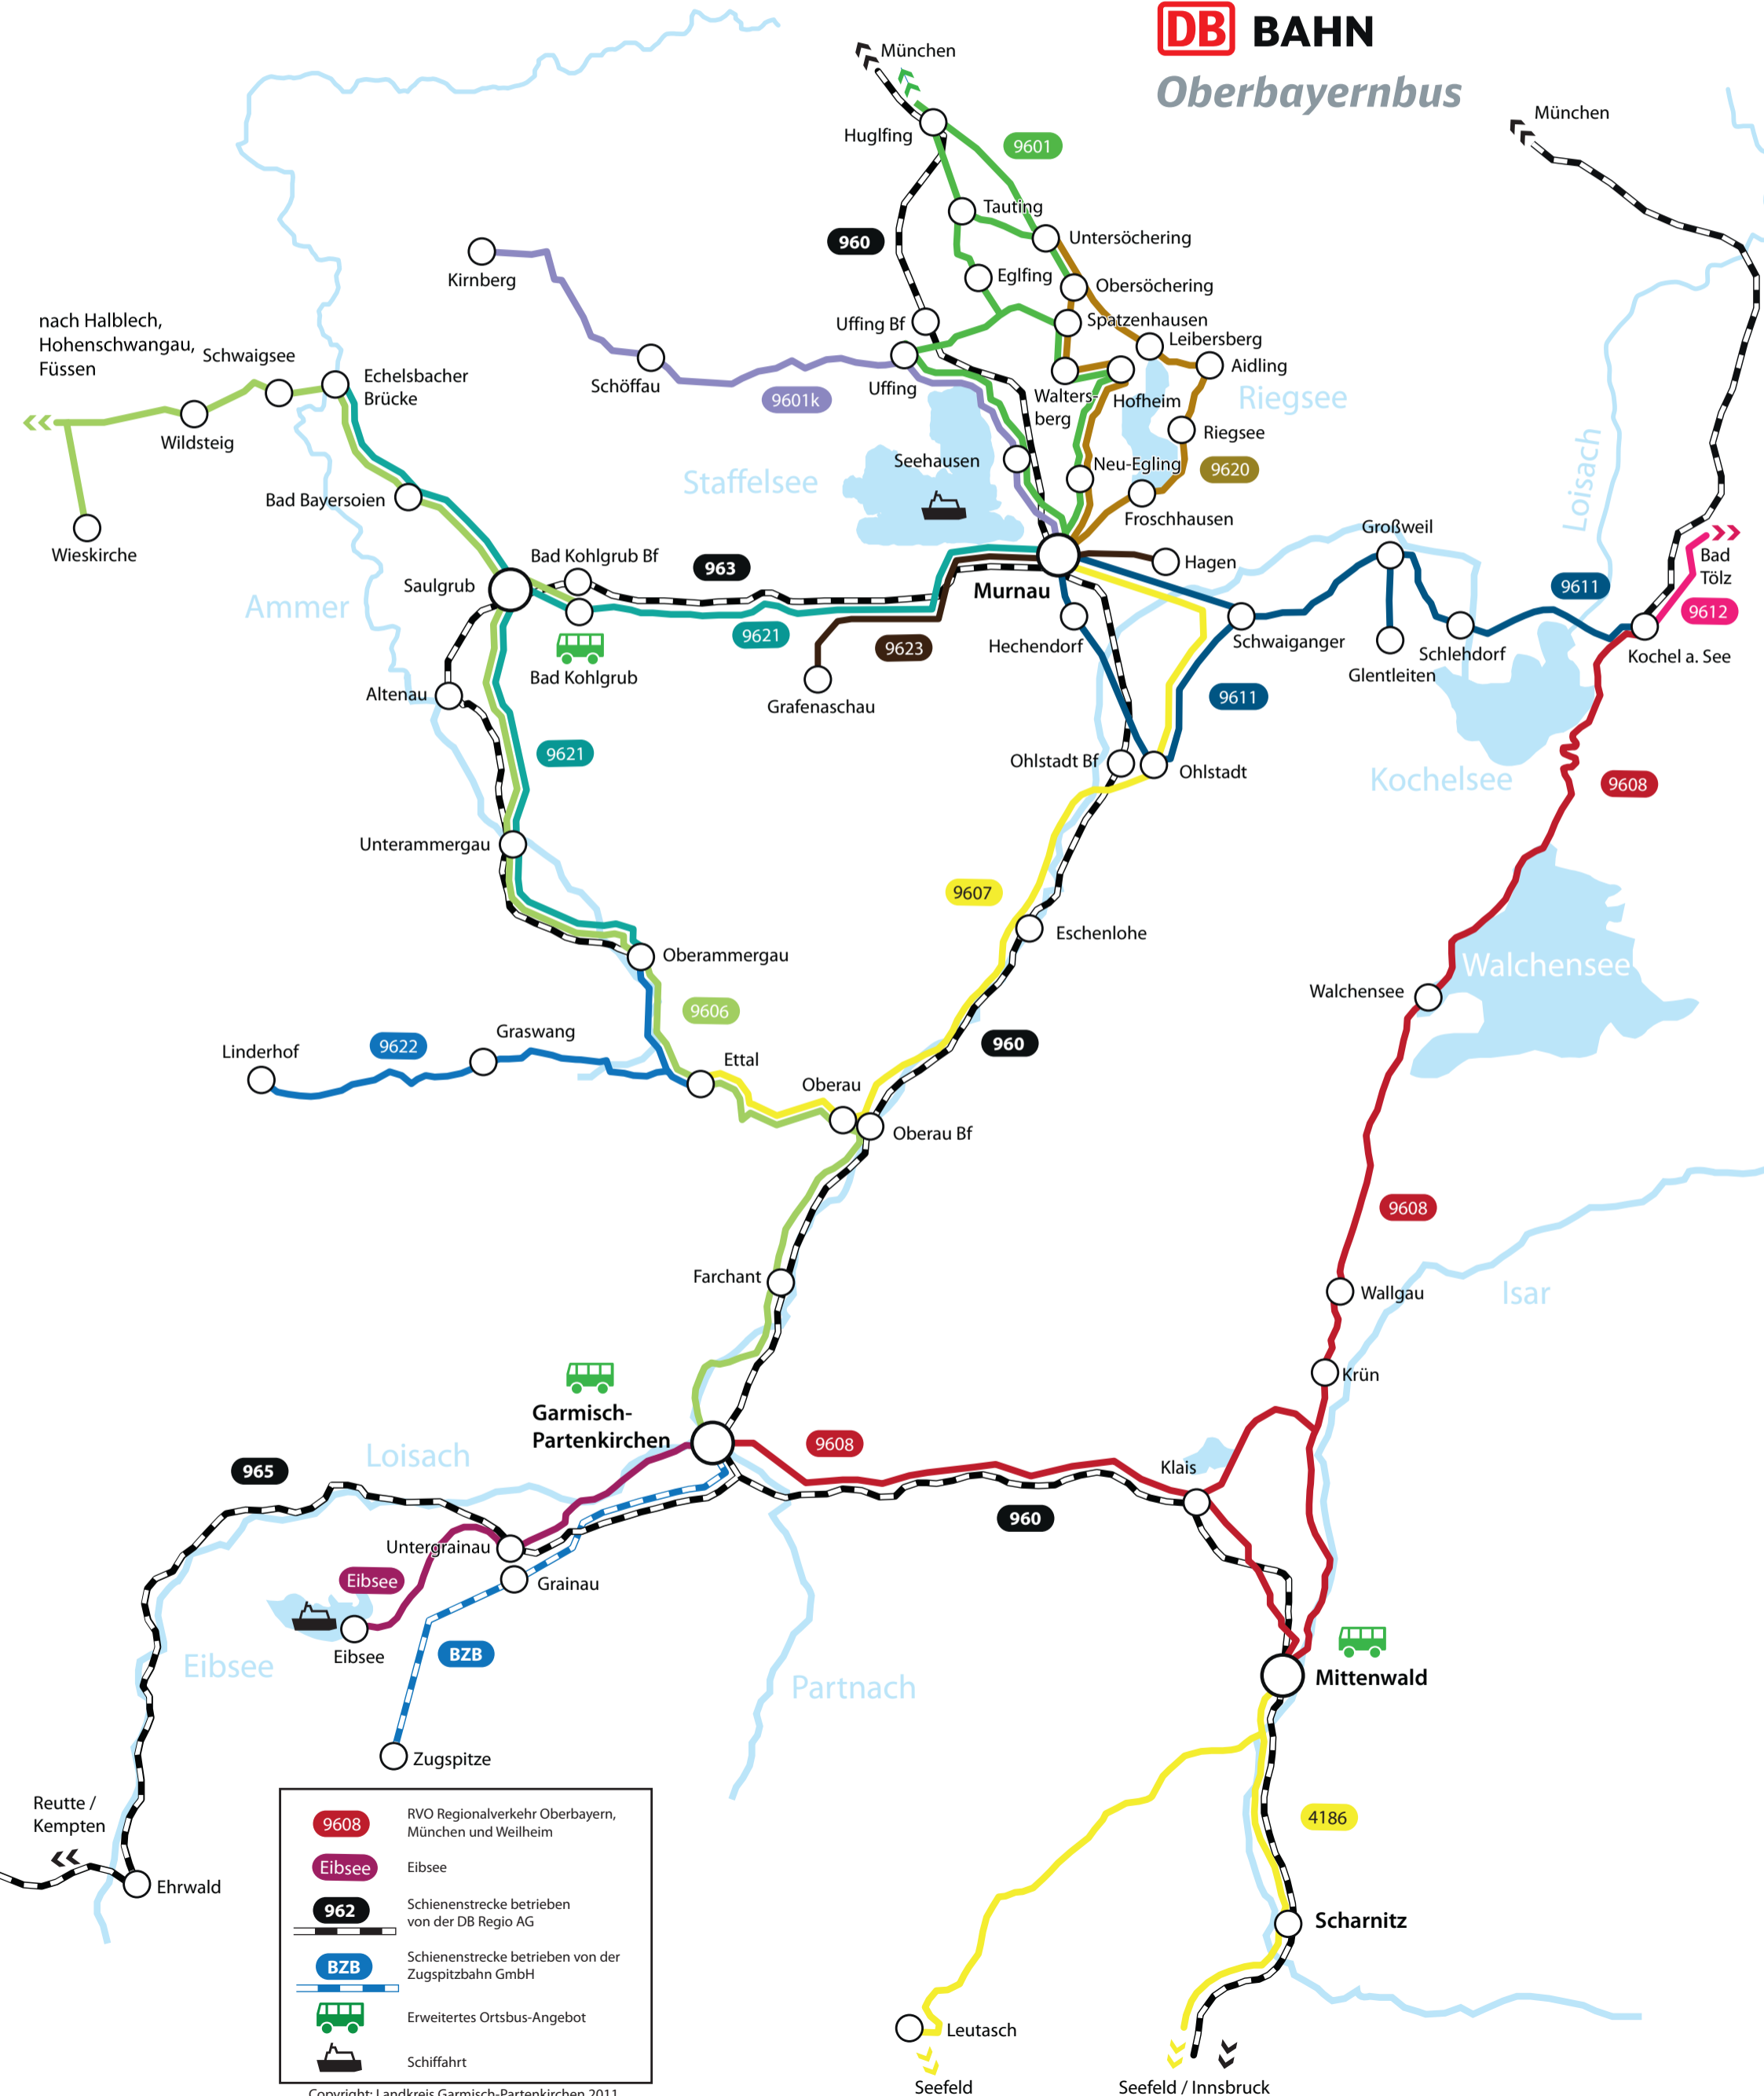 DB BAHN
Oberbayernbus
München
München
Huglfing
9601
Tauting
Untersöchering
960
Eglfing
Obersöchering
Kirnberg
Uffing Bf
Spatzenhausen
nach Halblech,
Hohenschwangau,
Füssen
Schwaigsee
Leibersberg
Aidling
Echelsbacher
Brücke
Schöffau
Uffing
9601k
Walters-
berg
Hofheim
Riegsee
Wildsteig
Riegsee
Loisach
Seehausen
Neu-Egling
9620
Staffelsee
Bad Bayersoien
Froschhausen
Großweil
Wieskirche
Bad Kohlgrub Bf
963
Hagen
Bad
Tölz
Saulgrub
Murnau
9611
Ammer
9621
9623
Hechendorf
Schwaiganger
9612
Schlehdorf
Kochel a. See
Bad Kohlgrub
Glentleiten
Altenau
Grafenaschau
9611
9621
Ohlstadt Bf
Ohlstadt
Kochelsee
9608
Unterammergau
9607
Eschenlohe
Oberammergau
Walchensee
Walchensee
9606
Graswang
9622
Linderhof
960
Ettal
Oberau
Oberau Bf
9608
Farchant
Wallgau
Isar
Krün
Garmisch-
Partenkirchen
9608
Loisach
965
Klais
960
Untergrainau
Eibsee
Grainau
Eibsee
Eibsee
BZB
Mittenwald
Partnach
Zugspitze
Reutte /
Kempten
4186
Ehrwald
Scharnitz
9608
RVO Regionalverkehr Oberbayern,
München und Weilheim
Eibsee
Eibsee
962
Schienenstrecke betrieben
von der DB Regio AG
BZB
Schienenstrecke betrieben von der
Zugspitzbahn GmbH
Erweitertes Ortsbus-Angebot
Schiffahrt
Leutasch
Seefeld
Seefeld / Innsbruck
Copyright: Landkreis Garmisch-Partenkirchen 2011